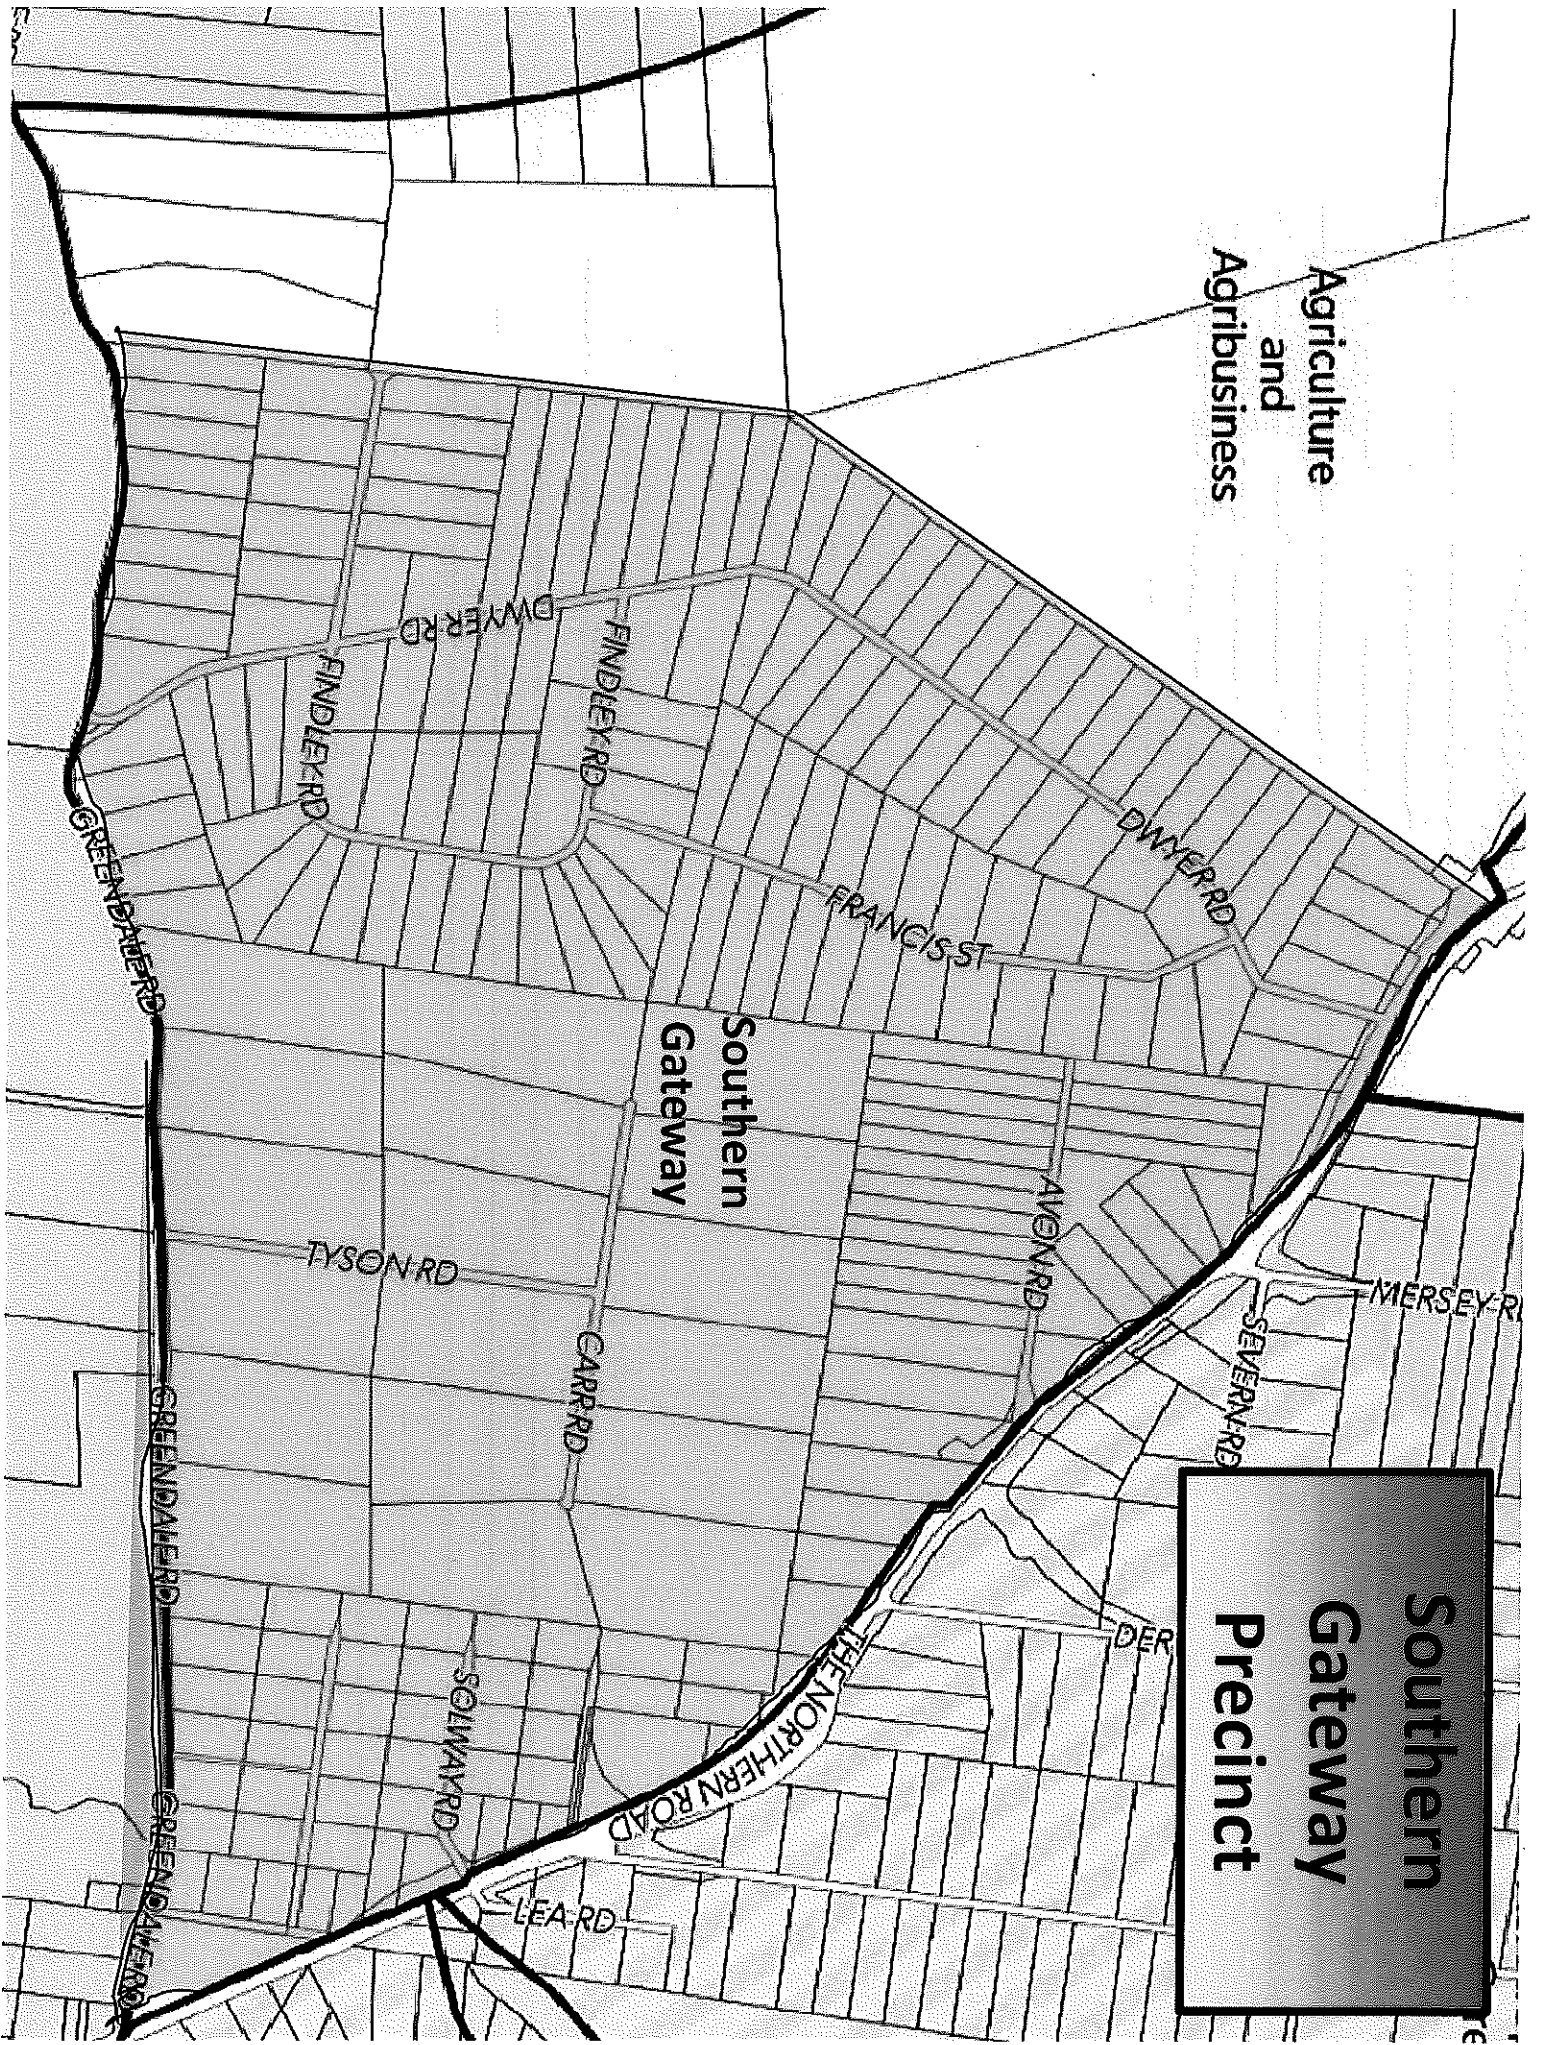 Southern
Gateway
Precinct
Agriculture
and
Agribusiness
MERSEY R
SEVERN RD
DER
DWYER RD
AVON RD
FRANCIS ST
Southern
Gateway
THE NORTHERN ROAD
FINDLEY RD
CARR RD
LEA RD
DWYER RD
SOLWAY RD
TYSON RD
FINDLEY RD
GREENDALE RD
GREENDALE RD
GREENDALE RD